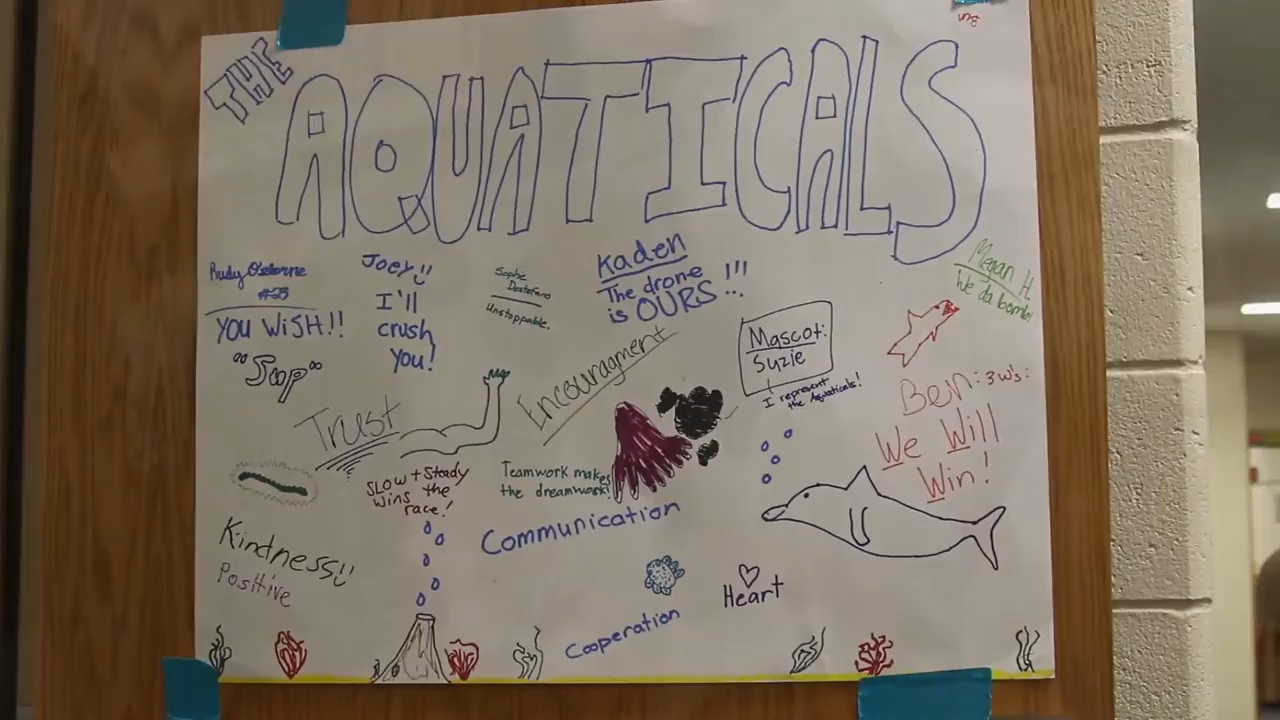 THE
AQUATICALS
Rudy Osborne
#23
YOU WISH!!
"Sup"
Joey
I'll
crush
you!
Sophie
Unstoppable.
Kaden
The drone
is OURS!!!
Megan H.
We da bomb!
Mascot:
Suzie
I represent
the Aquaticals!
Ben: 3 w's:
We Will
Win!
Trust
Encouragment
SLOW + Steady
wins the
race!
Teamwork makes
the dreamwork!
Communication
Kindness!
Positive
Heart
Cooperation